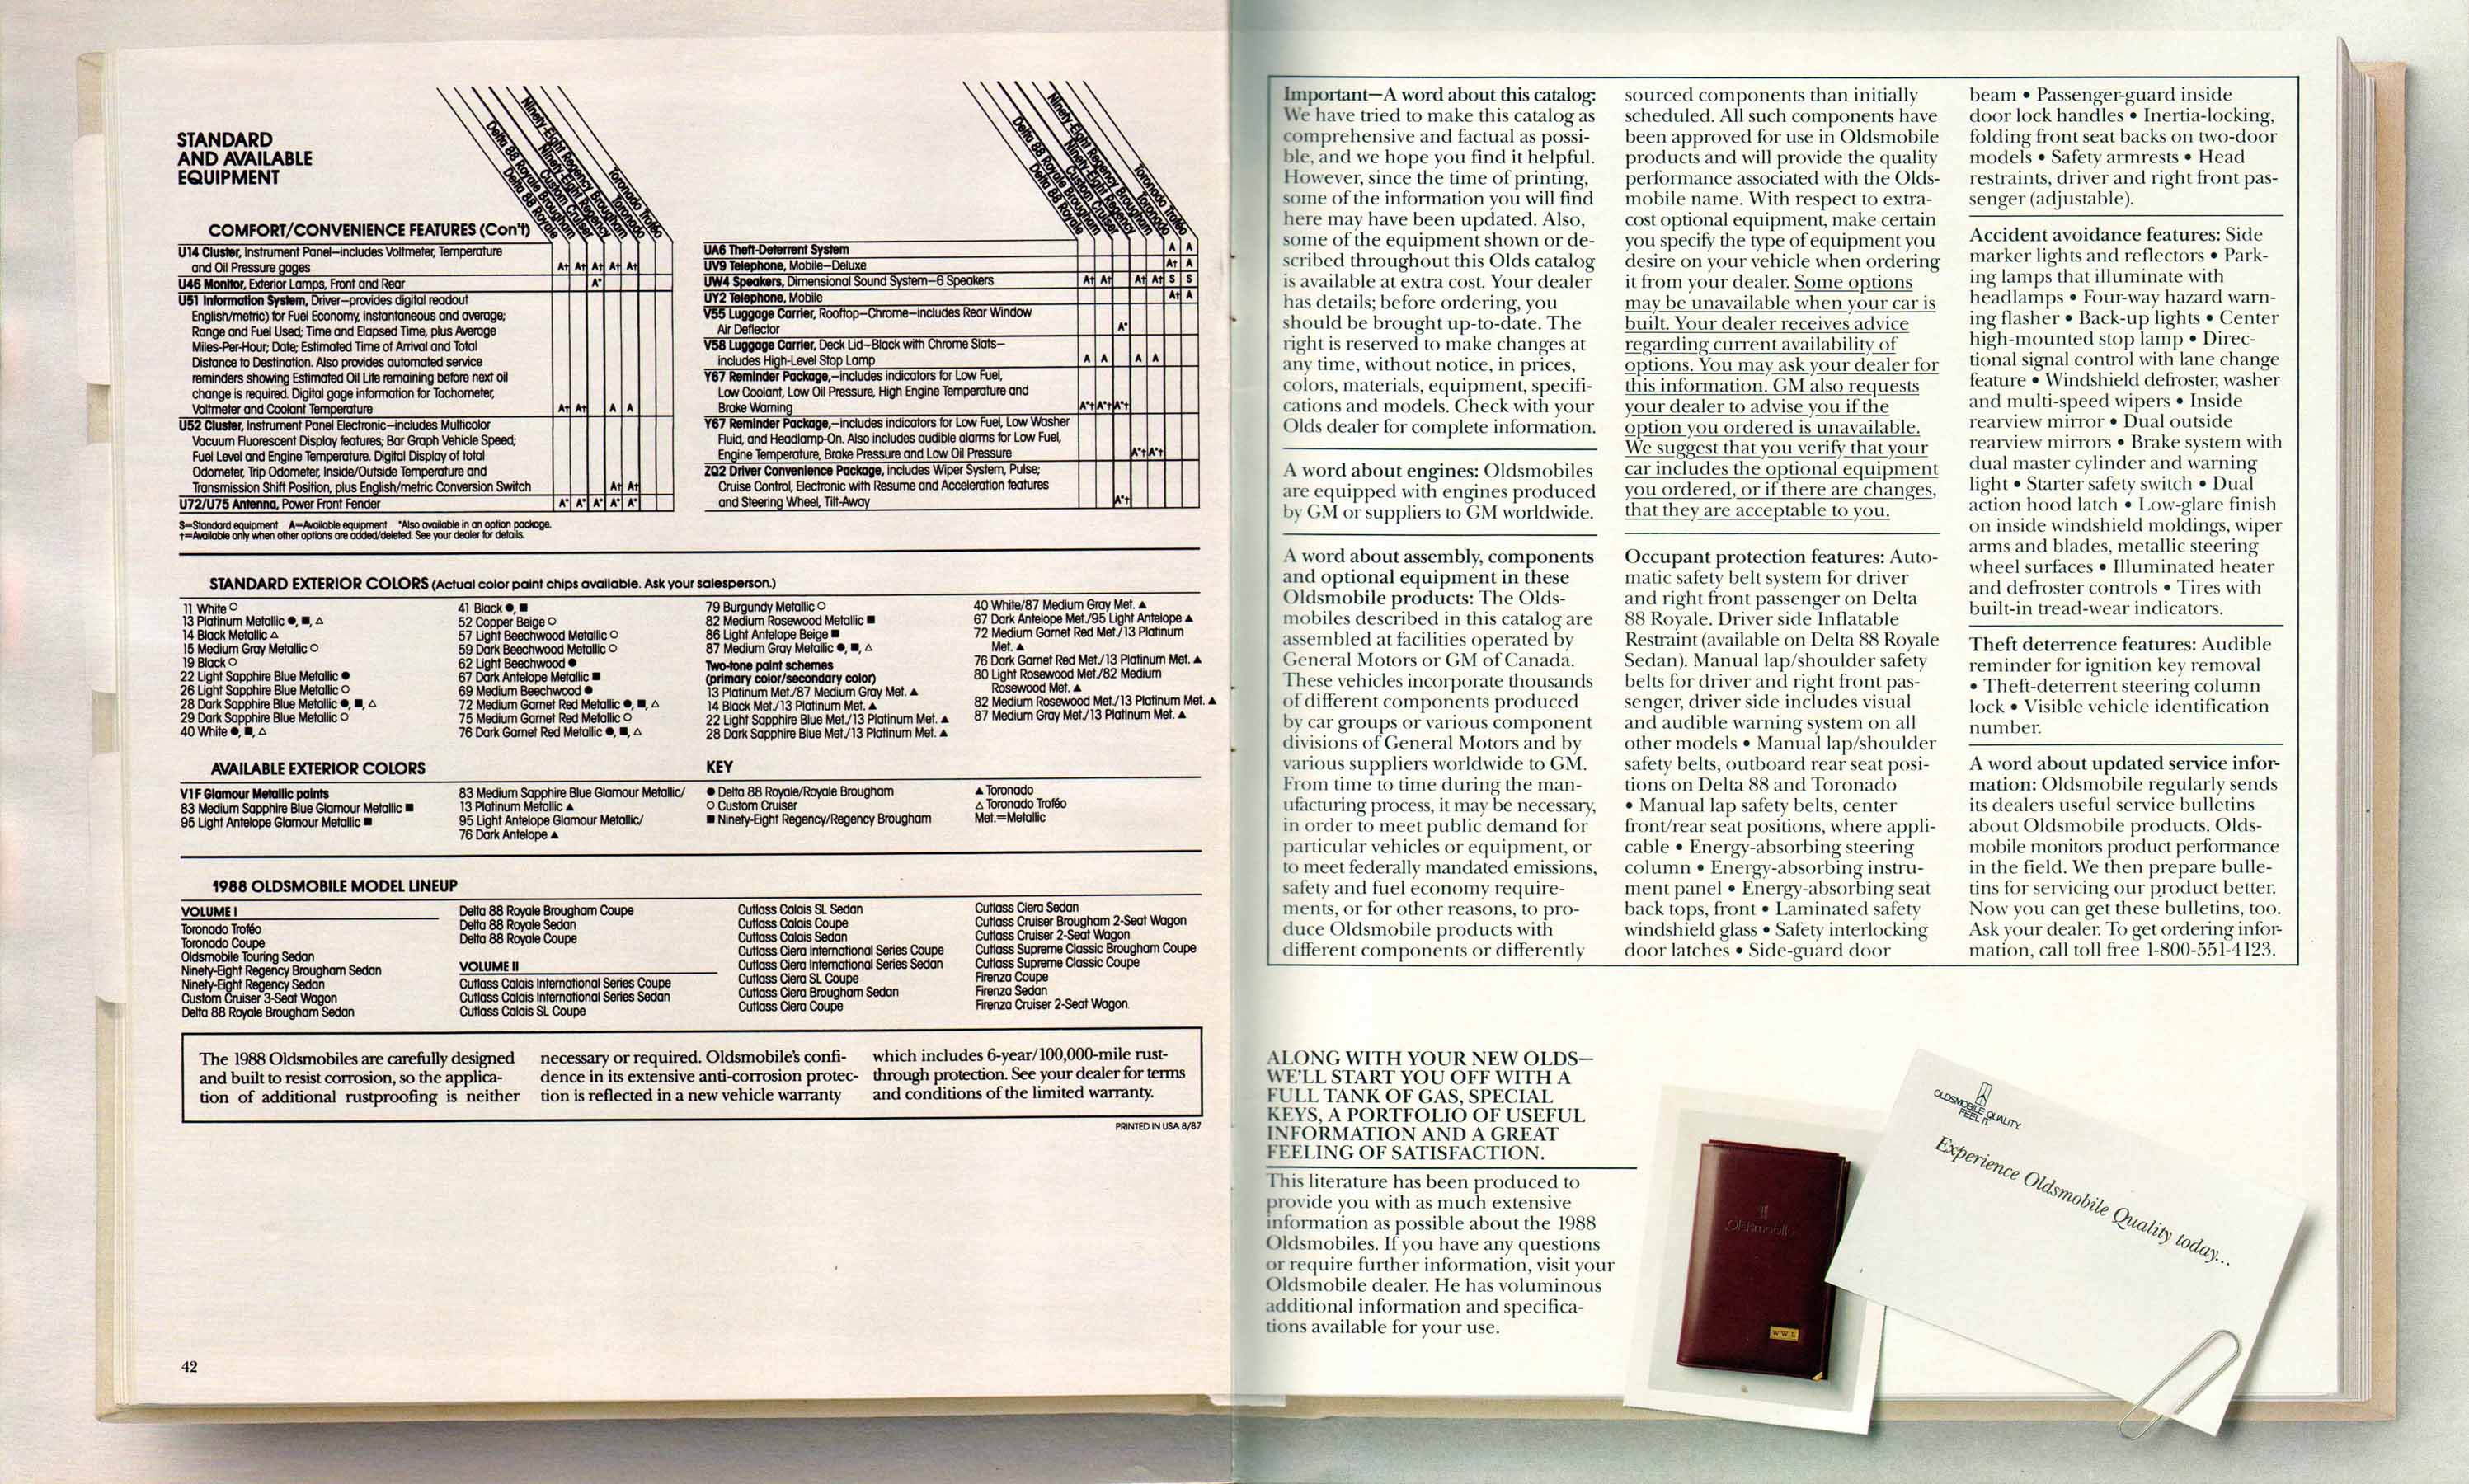 STANDARD
AND AVAILABLE
EQUIPMENT
Delta 88 Royale
Delta 88 Royale Brougham
Custom Cruiser
Ninety-Eight Regency
Ninety-Eight Regency Brougham
Toronado
Toronado Troféo
COMFORT/CONVENIENCE FEATURES (Con't)
U14 Cluster, Instrument Panel—includes Voltmeter, Temperature
and Oil Pressure gages A† A† A† A† A†
U46 Monitor, Exterior Lamps, Front and Rear A*
U51 Information System, Driver—provides digital readout
English/metric) for Fuel Economy, instantaneous and average;
Range and Fuel Used; Time and Elapsed Time, plus Average
Miles-Per-Hour; Date; Estimated Time of Arrival and Total
Distance to Destination. Also provides automated service
reminders showing Estimated Oil Life remaining before next oil
change is required. Digital gage information for Tachometer,
Voltmeter and Coolant Temperature A† A† A A
U52 Cluster, Instrument Panel Electronic—includes Multicolor
Vacuum Fluorescent Display features; Bar Graph Vehicle Speed;
Fuel Level and Engine Temperature. Digital Display of total
Odometer, Trip Odometer, Inside/Outside Temperature and
Transmission Shift Position, plus English/metric Conversion Switch A† A†
U72/U75 Antenna, Power Front Fender A* A* A* A* A*
S=Standard equipment A=Available equipment *Also available in an option package.
†=Available only when other options are added/deleted. See your dealer for details.
Delta 88 Royale
Delta 88 Royale Brougham
Custom Cruiser
Ninety-Eight Regency
Ninety-Eight Regency Brougham
Toronado
Toronado Troféo
UA6 Theft-Deterrent System A A
UV9 Telephone, Mobile—Deluxe A† A
UW4 Speakers, Dimensional Sound System—6 Speakers A† A† A† A† S S
UY2 Telephone, Mobile A† A
V55 Luggage Carrier, Rooftop—Chrome—includes Rear Window
Air Deflector A*
V58 Luggage Carrier, Deck Lid—Black with Chrome Slats—
includes High-Level Stop Lamp A A A A
Y67 Reminder Package,—includes indicators for Low Fuel,
Low Coolant, Low Oil Pressure, High Engine Temperature and
Brake Warning A*† A*† A*†
Y67 Reminder Package,—includes indicators for Low Fuel, Low Washer
Fluid, and Headlamp-On. Also includes audible alarms for Low Fuel,
Engine Temperature, Brake Pressure and Low Oil Pressure A*† A*†
ZQ2 Driver Convenience Package, includes Wiper System, Pulse;
Cruise Control, Electronic with Resume and Acceleration features
and Steering Wheel, Tilt-Away A*†
STANDARD EXTERIOR COLORS (Actual color paint chips available. Ask your salesperson.)
11 White ○
13 Platinum Metallic ●, ■, △
14 Black Metallic △
15 Medium Gray Metallic ○
19 Black ○
22 Light Sapphire Blue Metallic ●
26 Light Sapphire Blue Metallic ○
28 Dark Sapphire Blue Metallic ●, ■, △
29 Dark Sapphire Blue Metallic ○
40 White ●, ■, △
41 Black ●, ■
52 Copper Beige ○
57 Light Beechwood Metallic ○
59 Dark Beechwood Metallic ○
62 Light Beechwood ●
67 Dark Antelope Metallic ■
69 Medium Beechwood ●
72 Medium Garnet Red Metallic ●, ■, △
75 Medium Garnet Red Metallic ○
76 Dark Garnet Red Metallic ●, ■, △
79 Burgundy Metallic ○
82 Medium Rosewood Metallic ■
86 Light Antelope Beige ■
87 Medium Gray Metallic ●, ■, △
Two-tone paint schemes
(primary color/secondary color)
13 Platinum Met./87 Medium Gray Met. ▲
14 Black Met./13 Platinum Met. ▲
22 Light Sapphire Blue Met./13 Platinum Met. ▲
28 Dark Sapphire Blue Met./13 Platinum Met. ▲
40 White/87 Medium Gray Met. ▲
67 Dark Antelope Met./95 Light Antelope ▲
72 Medium Garnet Red Met./13 Platinum
Met. ▲
76 Dark Garnet Red Met./13 Platinum Met. ▲
80 Light Rosewood Met./82 Medium
Rosewood Met. ▲
82 Medium Rosewood Met./13 Platinum Met. ▲
87 Medium Gray Met./13 Platinum Met. ▲
AVAILABLE EXTERIOR COLORS
V1F Glamour Metallic paints
83 Medium Sapphire Blue Glamour Metallic ■
95 Light Antelope Glamour Metallic ■
83 Medium Sapphire Blue Glamour Metallic/
13 Platinum Metallic ▲
95 Light Antelope Glamour Metallic/
76 Dark Antelope ▲
KEY
● Delta 88 Royale/Royale Brougham
○ Custom Cruiser
■ Ninety-Eight Regency/Regency Brougham
▲ Toronado
△ Toronado Troféo
Met.=Metallic
1988 OLDSMOBILE MODEL LINEUP
VOLUME I
Toronado Troféo
Toronado Coupe
Oldsmobile Touring Sedan
Ninety-Eight Regency Brougham Sedan
Ninety-Eight Regency Sedan
Custom Cruiser 3-Seat Wagon
Delta 88 Royale Brougham Sedan
Delta 88 Royale Brougham Coupe
Delta 88 Royale Sedan
Delta 88 Royale Coupe
VOLUME II
Cutlass Calais International Series Coupe
Cutlass Calais International Series Sedan
Cutlass Calais SL Coupe
Cutlass Calais SL Sedan
Cutlass Calais Coupe
Cutlass Calais Sedan
Cutlass Ciera International Series Coupe
Cutlass Ciera International Series Sedan
Cutlass Ciera SL Coupe
Cutlass Ciera Brougham Sedan
Cutlass Ciera Coupe
Cutlass Ciera Sedan
Cutlass Cruiser Brougham 2-Seat Wagon
Cutlass Cruiser 2-Seat Wagon
Cutlass Supreme Classic Brougham Coupe
Cutlass Supreme Classic Coupe
Firenza Coupe
Firenza Sedan
Firenza Cruiser 2-Seat Wagon
The 1988 Oldsmobiles are carefully designed
and built to resist corrosion, so the applica-
tion of additional rustproofing is neither
necessary or required. Oldsmobile's confi-
dence in its extensive anti-corrosion protec-
tion is reflected in a new vehicle warranty
which includes 6-year/100,000-mile rust-
through protection. See your dealer for terms
and conditions of the limited warranty.
PRINTED IN USA 8/87
42
Important—A word about this catalog:
We have tried to make this catalog as
comprehensive and factual as possi-
ble, and we hope you find it helpful.
However, since the time of printing,
some of the information you will find
here may have been updated. Also,
some of the equipment shown or de-
scribed throughout this Olds catalog
is available at extra cost. Your dealer
has details; before ordering, you
should be brought up-to-date. The
right is reserved to make changes at
any time, without notice, in prices,
colors, materials, equipment, specifi-
cations and models. Check with your
Olds dealer for complete information.
A word about engines: Oldsmobiles
are equipped with engines produced
by GM or suppliers to GM worldwide.
A word about assembly, components
and optional equipment in these
Oldsmobile products: The Olds-
mobiles described in this catalog are
assembled at facilities operated by
General Motors or GM of Canada.
These vehicles incorporate thousands
of different components produced
by car groups or various component
divisions of General Motors and by
various suppliers worldwide to GM.
From time to time during the man-
ufacturing process, it may be necessary,
in order to meet public demand for
particular vehicles or equipment, or
to meet federally mandated emissions,
safety and fuel economy require-
ments, or for other reasons, to pro-
duce Oldsmobile products with
different components or differently
sourced components than initially
scheduled. All such components have
been approved for use in Oldsmobile
products and will provide the quality
performance associated with the Olds-
mobile name. With respect to extra-
cost optional equipment, make certain
you specify the type of equipment you
desire on your vehicle when ordering
it from your dealer. Some options
may be unavailable when your car is
built. Your dealer receives advice
regarding current availability of
options. You may ask your dealer for
this information. GM also requests
your dealer to advise you if the
option you ordered is unavailable.
We suggest that you verify that your
car includes the optional equipment
you ordered, or if there are changes,
that they are acceptable to you.
Occupant protection features: Auto-
matic safety belt system for driver
and right front passenger on Delta
88 Royale. Driver side Inflatable
Restraint (available on Delta 88 Royale
Sedan). Manual lap/shoulder safety
belts for driver and right front pas-
senger, driver side includes visual
and audible warning system on all
other models • Manual lap/shoulder
safety belts, outboard rear seat posi-
tions on Delta 88 and Toronado
• Manual lap safety belts, center
front/rear seat positions, where appli-
cable • Energy-absorbing steering
column • Energy-absorbing instru-
ment panel • Energy-absorbing seat
back tops, front • Laminated safety
windshield glass • Safety interlocking
door latches • Side-guard door
beam • Passenger-guard inside
door lock handles • Inertia-locking,
folding front seat backs on two-door
models • Safety armrests • Head
restraints, driver and right front pas-
senger (adjustable).
Accident avoidance features: Side
marker lights and reflectors • Park-
ing lamps that illuminate with
headlamps • Four-way hazard warn-
ing flasher • Back-up lights • Center
high-mounted stop lamp • Direc-
tional signal control with lane change
feature • Windshield defroster, washer
and multi-speed wipers • Inside
rearview mirror • Dual outside
rearview mirrors • Brake system with
dual master cylinder and warning
light • Starter safety switch • Dual
action hood latch • Low-glare finish
on inside windshield moldings, wiper
arms and blades, metallic steering
wheel surfaces • Illuminated heater
and defroster controls • Tires with
built-in tread-wear indicators.
Theft deterrence features: Audible
reminder for ignition key removal
• Theft-deterrent steering column
lock • Visible vehicle identification
number.
A word about updated service infor-
mation: Oldsmobile regularly sends
its dealers useful service bulletins
about Oldsmobile products. Olds-
mobile monitors product performance
in the field. We then prepare bulle-
tins for servicing our product better.
Now you can get these bulletins, too.
Ask your dealer. To get ordering infor-
mation, call toll free 1-800-551-4123.
ALONG WITH YOUR NEW OLDS—
WE'LL START YOU OFF WITH A
FULL TANK OF GAS, SPECIAL
KEYS, A PORTFOLIO OF USEFUL
INFORMATION AND A GREAT
FEELING OF SATISFACTION.
This literature has been produced to
provide you with as much extensive
information as possible about the 1988
Oldsmobiles. If you have any questions
or require further information, visit your
Oldsmobile dealer. He has voluminous
additional information and specifica-
tions available for your use.
Oldsmobile
WWL
OLDSMOBILE QUALITY.
FEEL IT.
Experience Oldsmobile Quality today...